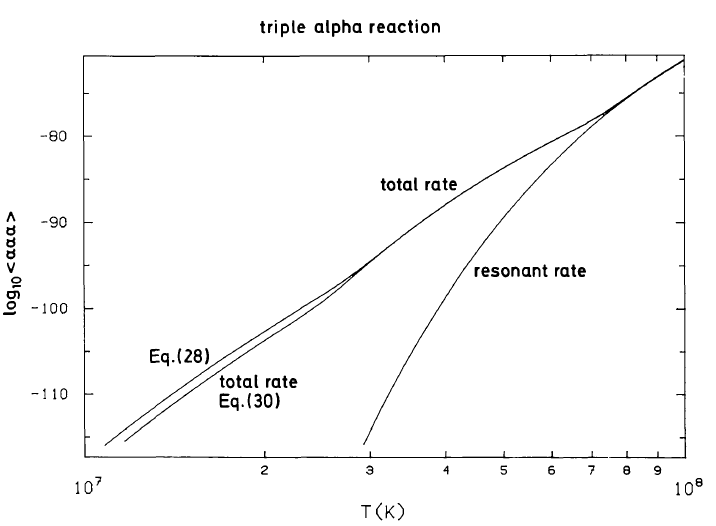 triple alpha reaction
log10<ααα>
-80
-90
-100
-110
total rate
resonant rate
Eq.(28)
total rate
Eq.(30)
2 3 4 5 6 7 8 9
10^7 10^8
T(K)